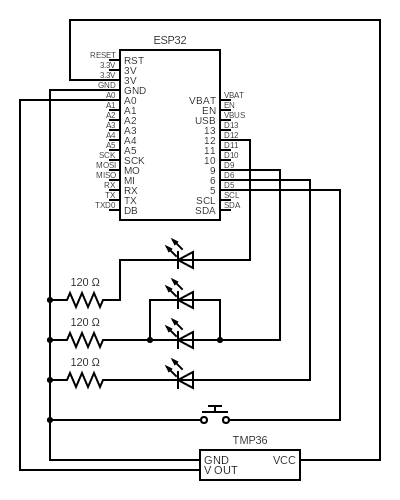 ESP32
RESET RST
3.3V 3V
3.3V 3V
GND GND
A0 A0 VBAT VBAT
A1 A1 EN EN
A2 A2 USB VBUS
A3 A3 13 D13
A4 A4 12 D12
A5 A5 11 D11
SCK SCK 10 D10
MOSI MO 9 D9
MISO MI 6 D6
RX RX 5 D5
TX TX SCL SCL
TXD0 DB SDA SDA
120 Ω
120 Ω
120 Ω
TMP36
GND VCC
V OUT